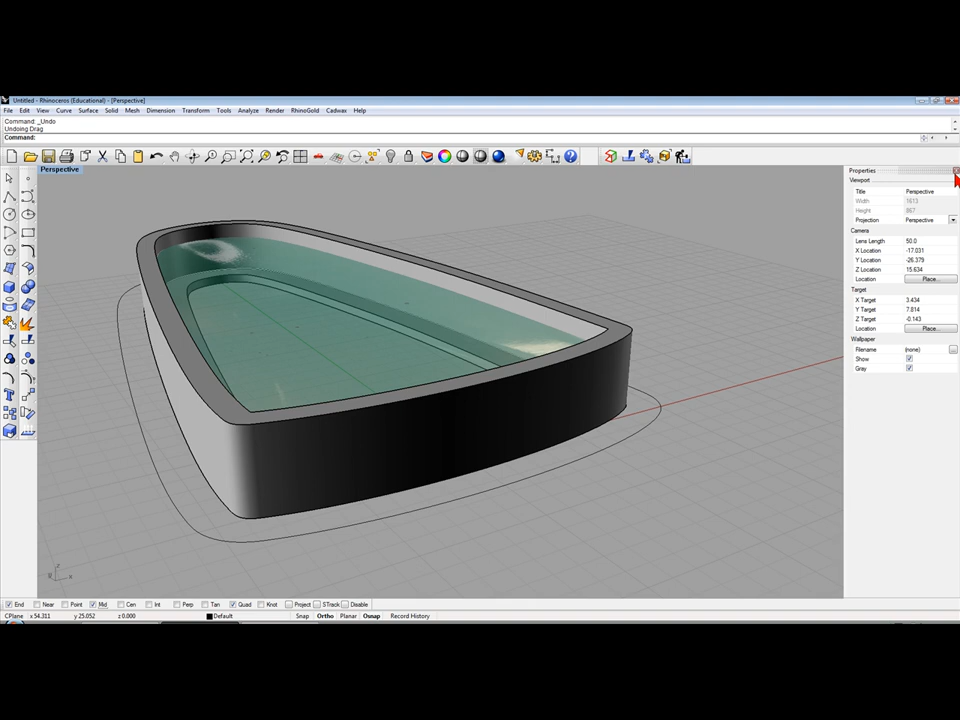 Untitled - Rhinoceros (Educational) - [Perspective]
File Edit View Curve Surface Solid Mesh Dimension Transform Tools Analyze Render RhinoGold Cadwax Help
Command: _Undo
Undoing Drag
Command:
Perspective
Properties
Viewport
Title Perspective
Width 1613
Height 867
Projection Perspective
Camera
Lens Length 50.0
X Location -17.031
Y Location -26.379
Z Location 15.634
Location Place...
Target
X Target 3.434
Y Target 7.814
Z Target -0.143
Location Place...
Wallpaper
Filename (none) ...
Show
Gray
z
y x
End Near Point Mid Cen Int Perp Tan Quad Knot Project STrack Disable
CPlane x 54.311 y 25.052 z 0.000 Default Snap Ortho Planar Osnap Record History